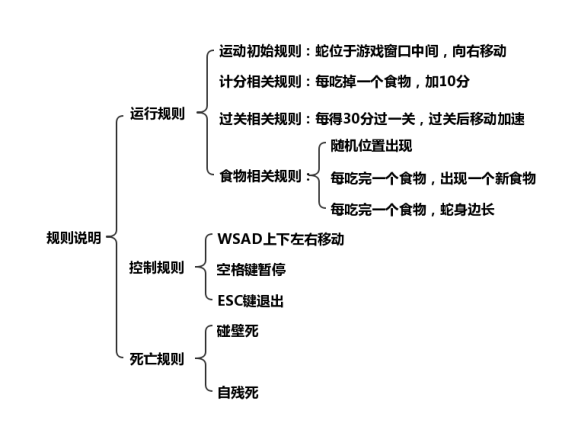 运动初始规则：蛇位于游戏窗口中间，向右移动
计分相关规则：每吃掉一个食物，加10分
运行规则
过关相关规则：每得30分过一关，过关后移动加速
随机位置出现
食物相关规则：
每吃完一个食物，出现一个新食物
每吃完一个食物，蛇身边长
规则说明
WSAD上下左右移动
控制规则
空格键暂停
ESC键退出
碰壁死
死亡规则
自残死